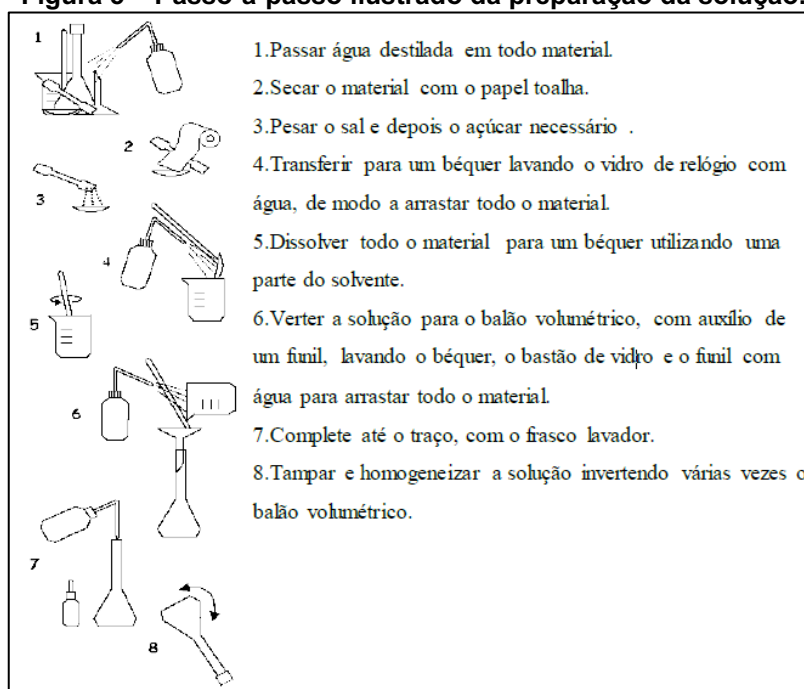 Figura – Passo a passo ilustrado da preparação da solução.
1
2
3
4
5
6
7
8
1.Passar água destilada em todo material.
2.Secar o material com o papel toalha.
3.Pesar o sal e depois o açúcar necessário .
4.Transferir para um béquer lavando o vidro de relógio com
água, de modo a arrastar todo o material.
5.Dissolver todo o material para um béquer utilizando uma
parte do solvente.
6.Verter a solução para o balão volumétrico, com auxílio de
um funil, lavando o béquer, o bastão de vidro e o funil com
água para arrastar todo o material.
7.Complete até o traço, com o frasco lavador.
8.Tampar e homogeneizar a solução invertendo várias vezes o
balão volumétrico.